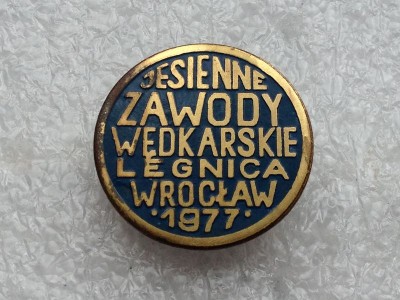 JESIENNE
ZAWODY
WĘDKARSKIE
LEGNICA
WROCŁAW
·1977·